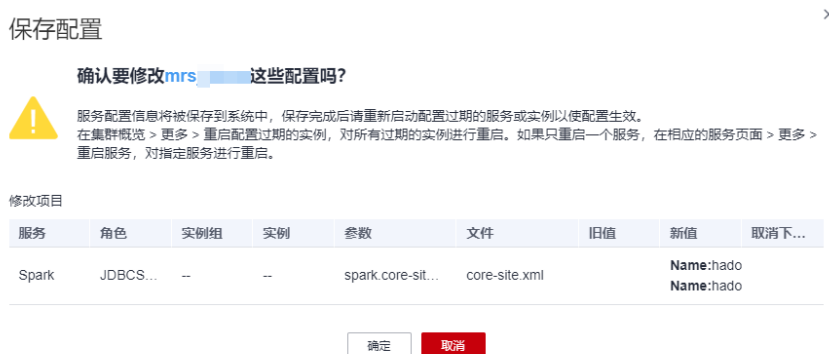 保存配置
确认要修改mrs_ 这些配置吗?
服务配置信息将被保存到系统中，保存完成后请重新启动配置过期的服务或实例以使配置生效。
在集群概览 > 更多 > 重启配置过期的实例，对所有过期的实例进行重启。如果只重启一个服务，在相应的服务页面 > 更多 >
重启服务，对指定服务进行重启。
修改项目
服务 角色 实例组 实例 参数 文件 旧值 新值 取消下...
Spark JDBCS... -- -- spark.core-sit... core-site.xml Name:hado
Name:hado
确定 取消